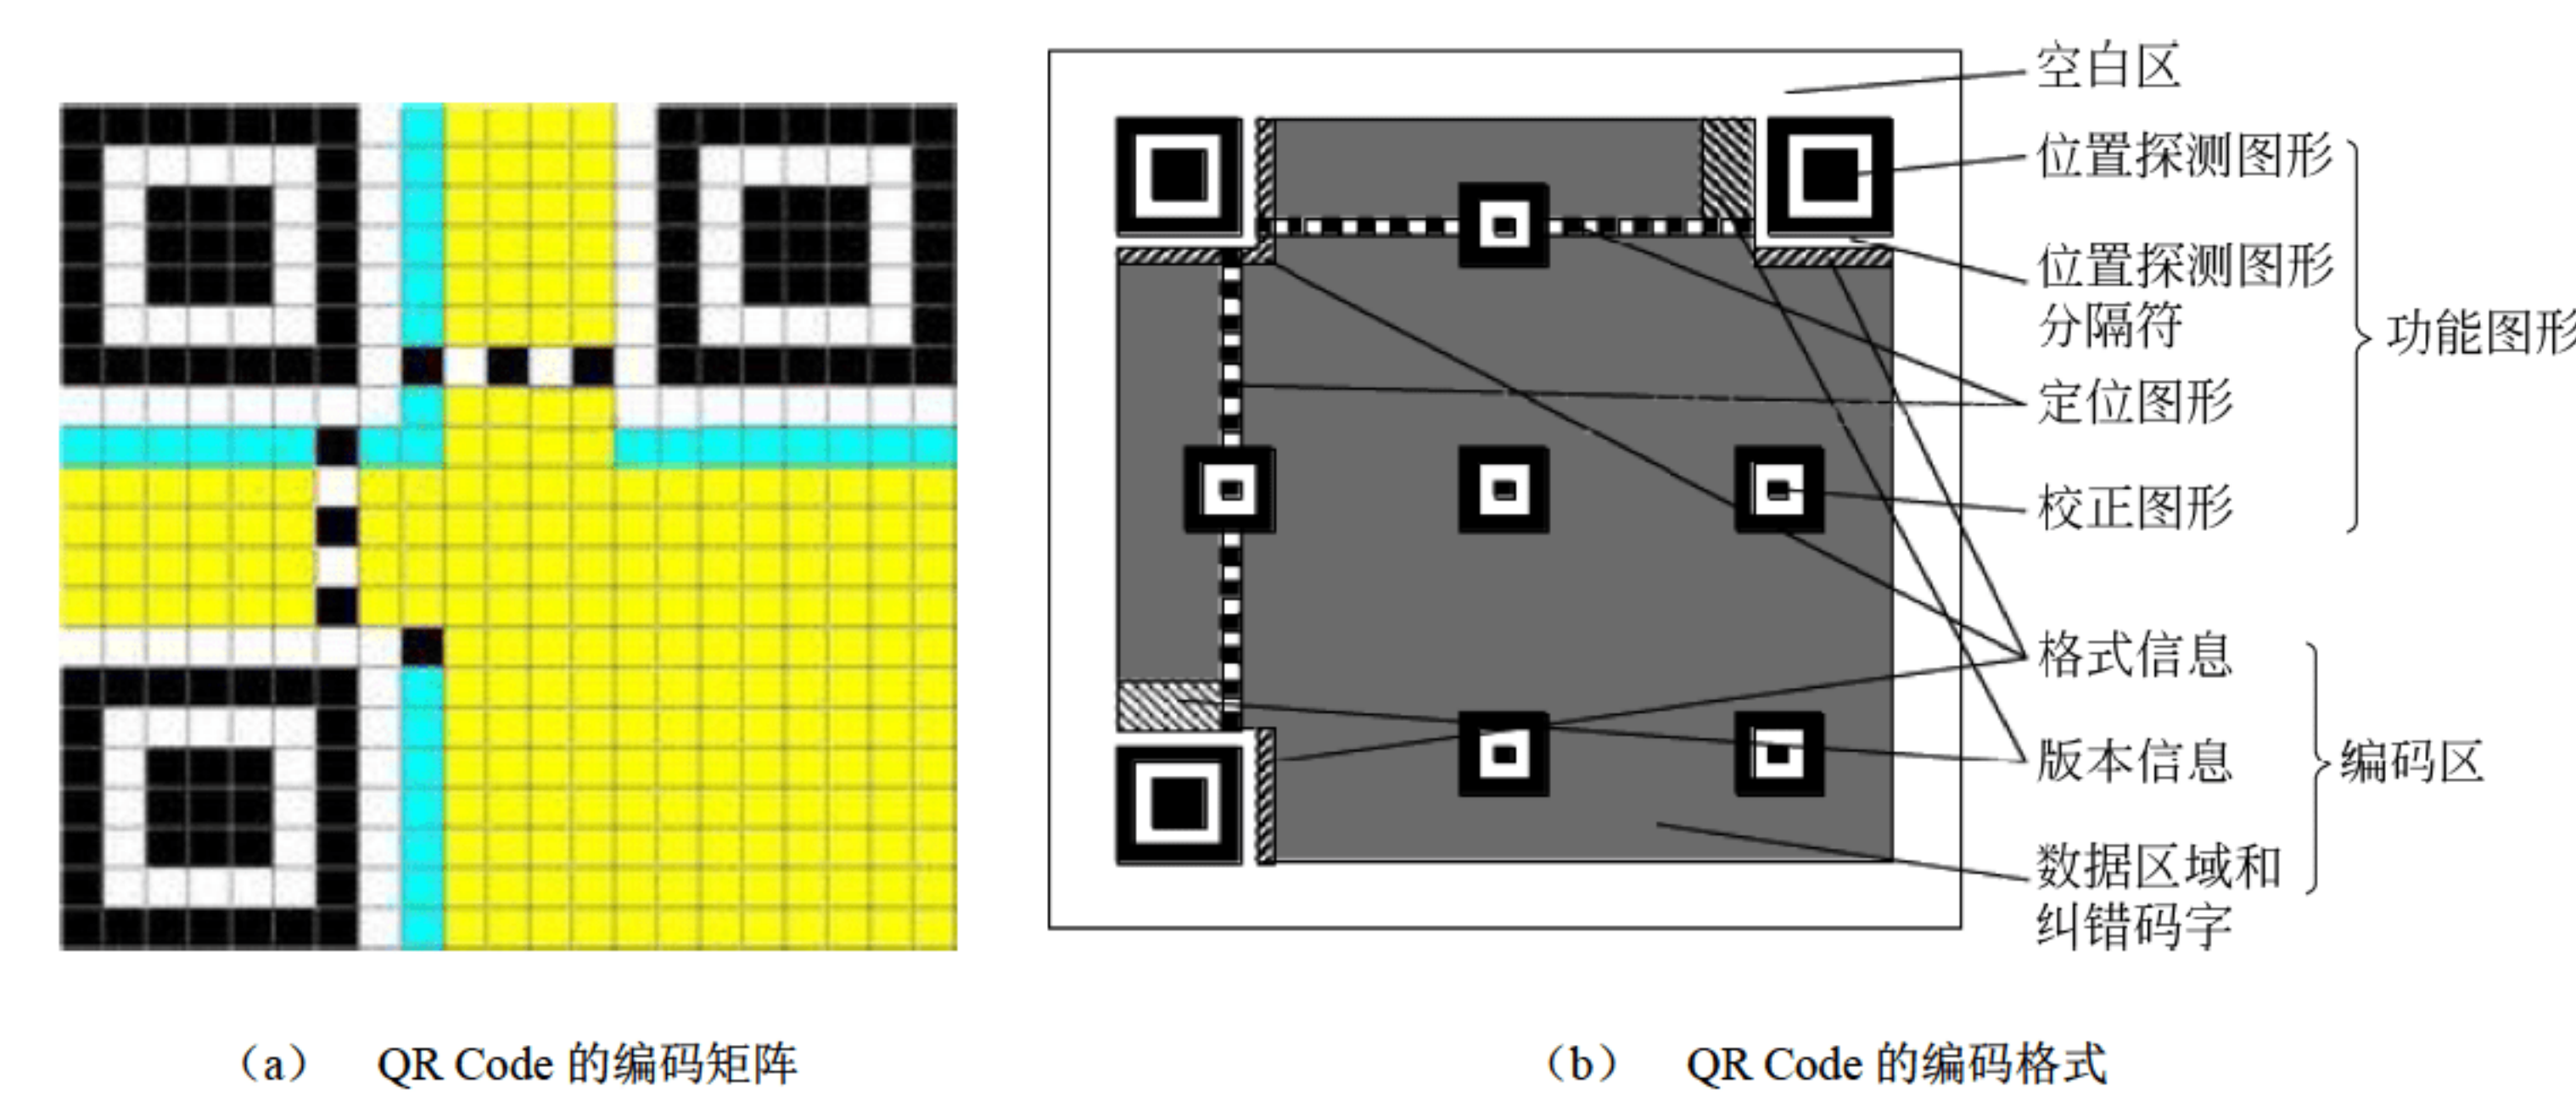 空白区
位置探测图形
位置探测图形
分隔符
定位图形
校正图形
功能图形
格式信息
版本信息
数据区域和
纠错码字
编码区
（a） QR Code 的编码矩阵
（b） QR Code 的编码格式